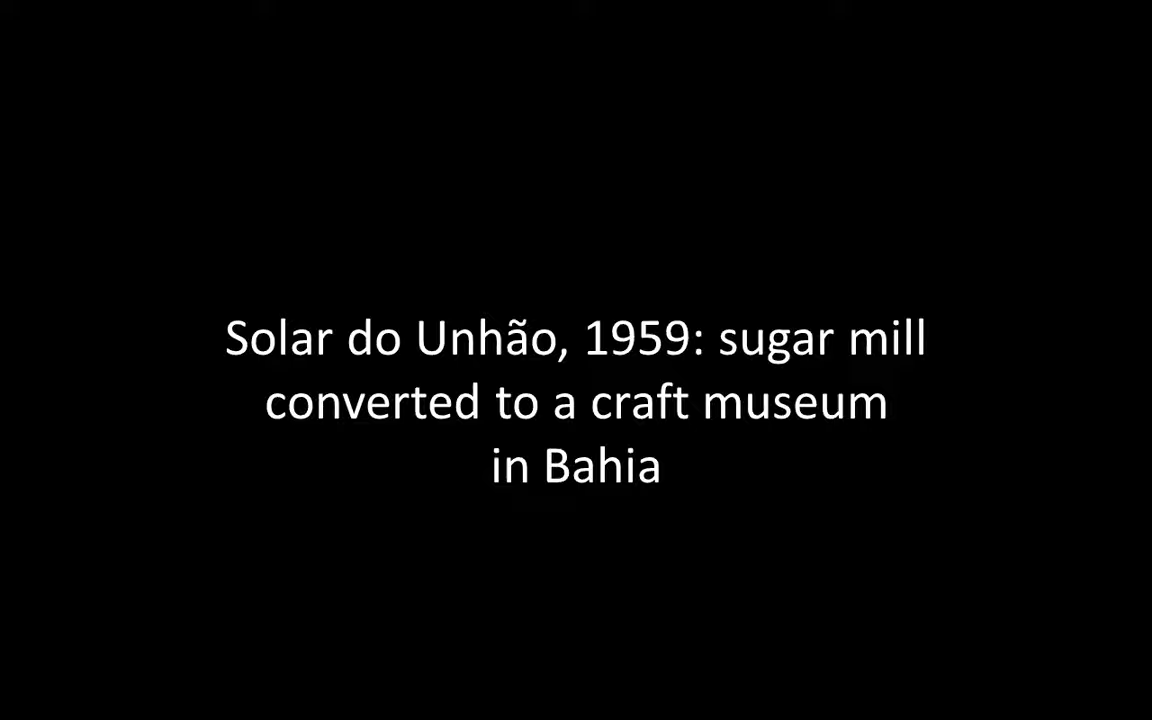 Solar do Unhão, 1959: sugar mill
converted to a craft museum
in Bahia